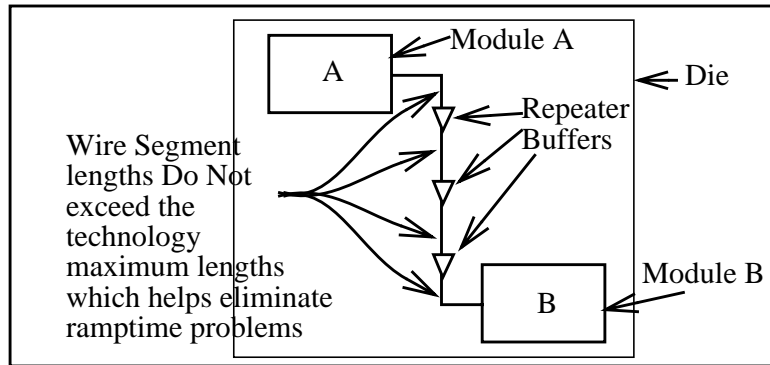 Module A
A
Die
Repeater
Buffers
Wire Segment
lengths Do Not
exceed the
technology
maximum lengths
which helps eliminate
ramptime problems
Module B
B